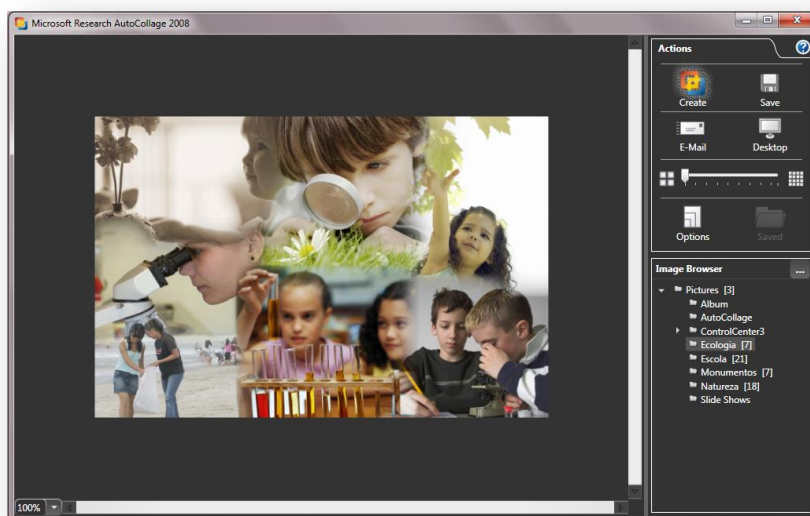 Microsoft Research AutoCollage 2008
Actions
Create
Save
E-Mail
Desktop
Options
Saved
Image Browser
...
Pictures [3]
Album
AutoCollage
ControlCenter3
Ecologia [7]
Escola [21]
Monumentos [7]
Natureza [18]
Slide Shows
100%